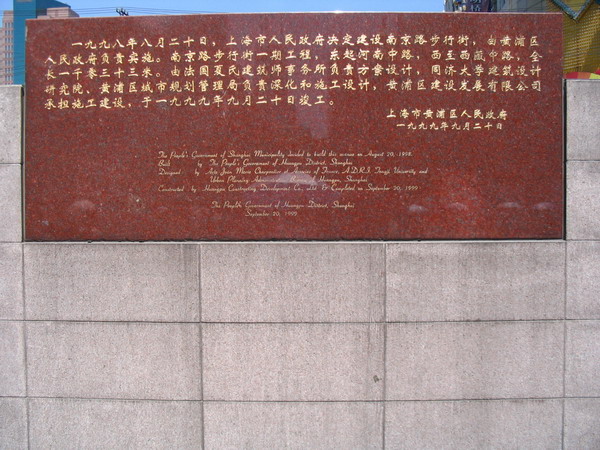 一九九八年八月二十日，上海市人民政府决定建设南京路步行街，由黄浦区
人民政府负责实施。南京路步行街一期工程，东起河南中路，西至西藏中路，全
长一千零三十三米。由法国夏氏建筑师事务所负责方案设计，同济大学建筑设计
研究院、黄浦区城市规划管理局负责深化和施工设计，黄浦区建设发展有限公司
承担施工建设，于一九九九年九月二十日竣工。
上海市黄浦区人民政府
一九九九年九月二十日
The People's Government of Shanghai Municipality decided to build this avenue on August 20, 1998.
by The People's Government of Huangpu District, Shanghai
Designed by Arte Jean Marie Charpentier et Associes of France, A.D.R.I. Tongji University and
Urban Planning Administrative Bureau of Huangpu, Shanghai
Constructed by Huangpu Constructing Development Co., Ltd. & Completed on September 20, 1999
The People's Government of Huangpu District, Shanghai
September 20, 1999